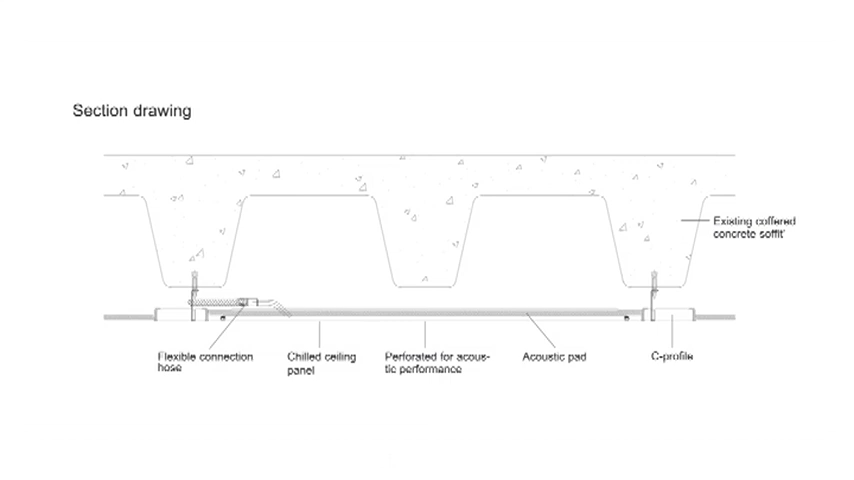 Section drawing
Existing coffered
concrete soffit'
Flexible connection
hose
Chilled ceiling
panel
Perforated for acous-
tic performance
Acoustic pad
C-profile